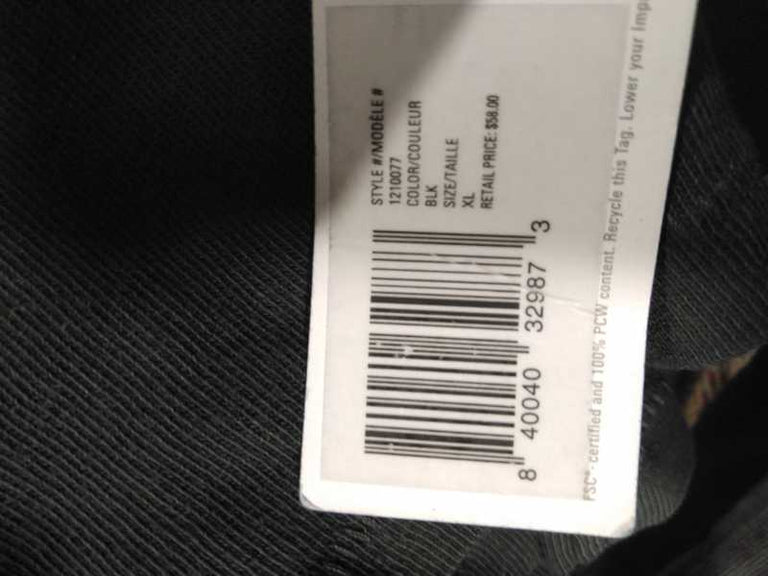 STYLE #/MODÈLE #
1210077
COLOR/COULEUR
BLK
SIZE/TAILLE
XL
RETAIL PRICE: $58.00
8 40040 32987 3
FSC®-certified and 100% PCW content. Recycle this Tag. Lower your